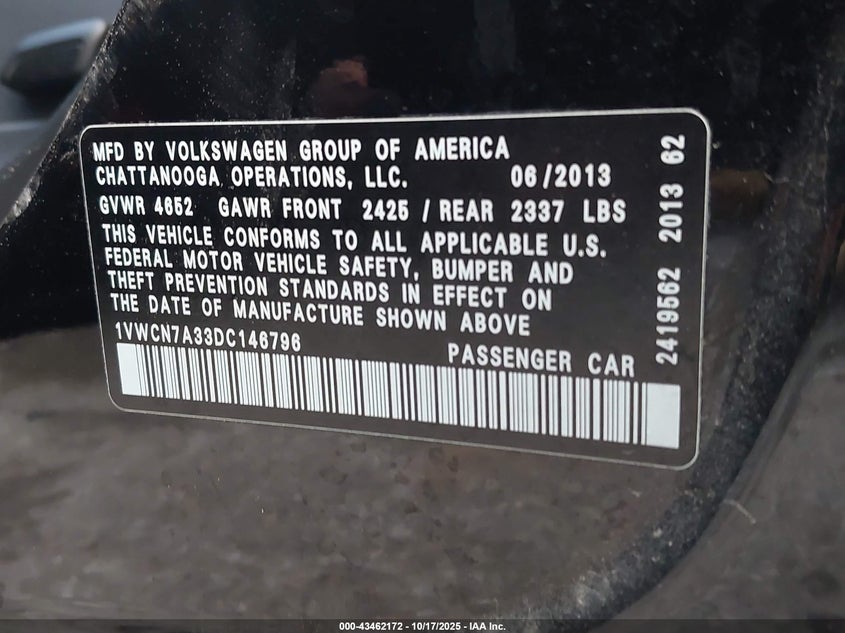 MFD BY VOLKSWAGEN GROUP OF AMERICA
CHATTANOOGA OPERATIONS, LLC. 06/2013
GVWR 4652 GAWR FRONT 2425 / REAR 2337 LBS
THIS VEHICLE CONFORMS TO ALL APPLICABLE U.S.
FEDERAL MOTOR VEHICLE SAFETY, BUMPER AND
THEFT PREVENTION STANDARDS IN EFFECT ON
THE DATE OF MANUFACTURE SHOWN ABOVE
1VWCN7A33DC146796 PASSENGER CAR
2419562 2013 62
000-43462172 - 10/17/2025 - IAA Inc.